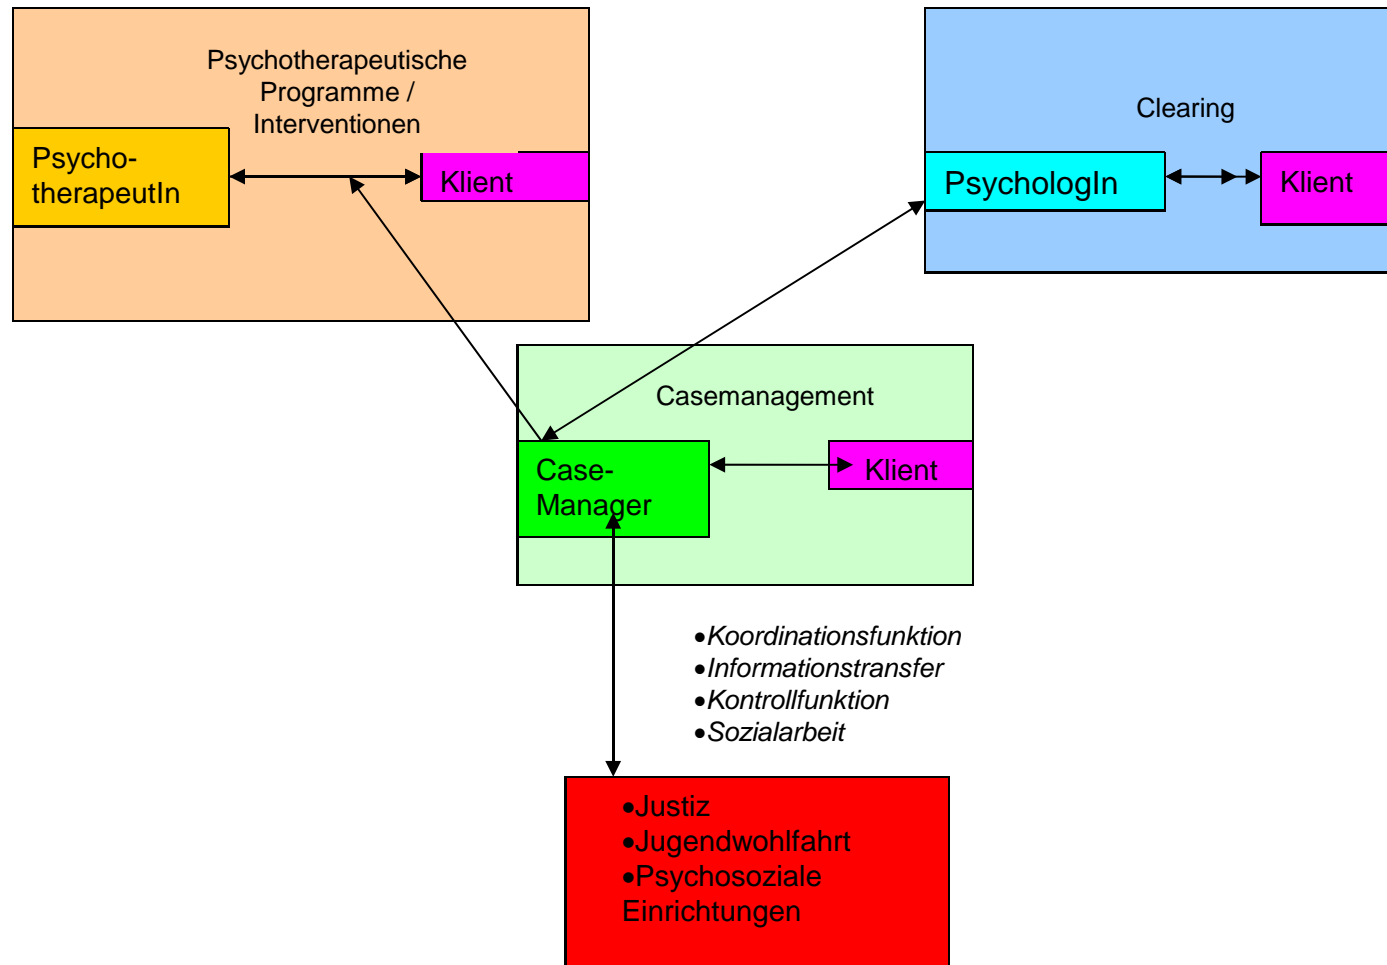 Psychotherapeutische
Programme /
Interventionen
Psycho-
therapeutIn
Klient
Clearing
PsychologIn
Klient
Casemanagement
Case-
Manager
Klient
•Koordinationsfunktion
•Informationstransfer
•Kontrollfunktion
•Sozialarbeit
•Justiz
•Jugendwohlfahrt
•Psychosoziale
Einrichtungen